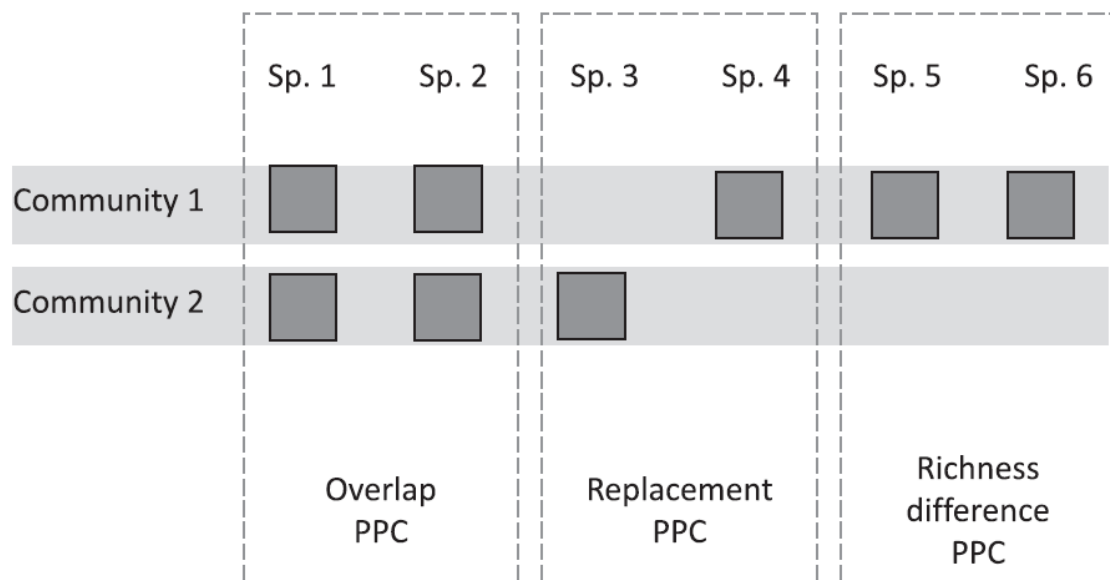 Sp. 1 Sp. 2 Sp. 3 Sp. 4 Sp. 5 Sp. 6
Community 1
Community 2
Overlap
PPC
Replacement
PPC
Richness
difference
PPC